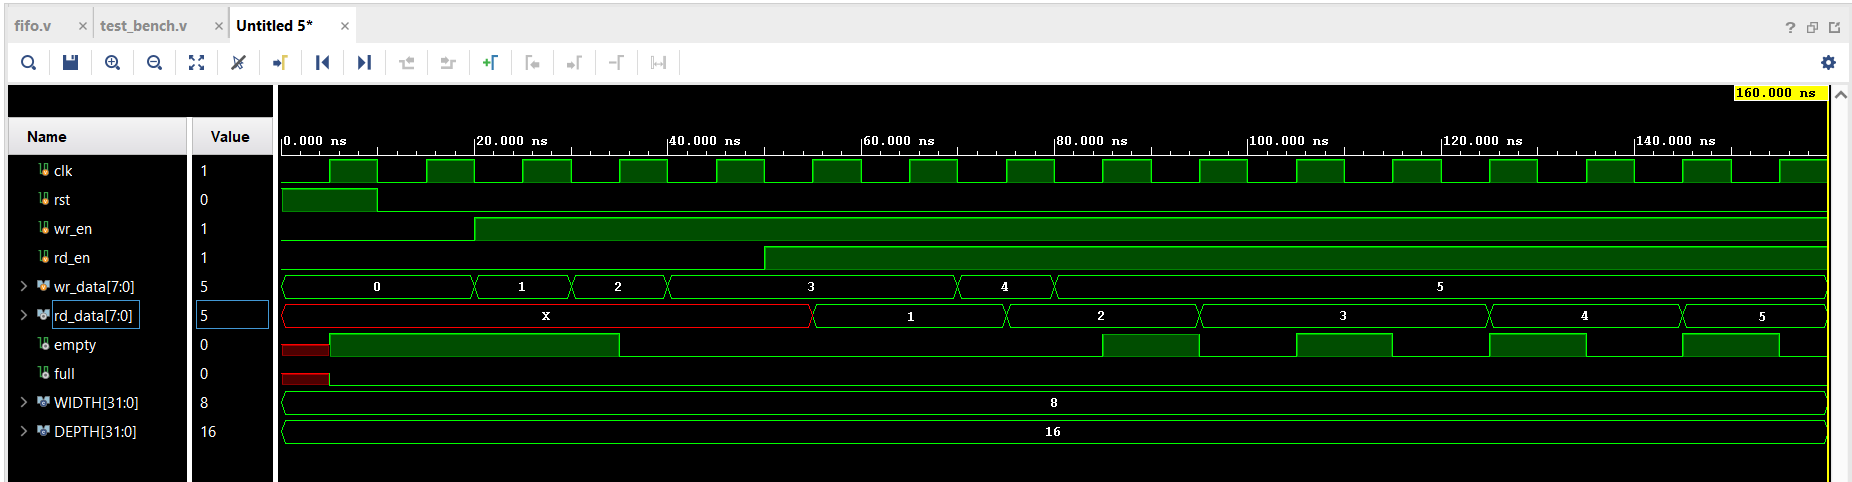 fifo.v × test_bench.v × Untitled 5* × ?
160.000 ns
Name Value 0.000 ns 20.000 ns 40.000 ns 60.000 ns 80.000 ns 100.000 ns 120.000 ns 140.000 ns
clk 1
rst 0
wr_en 1
rd_en 1
wr_data[7:0] 5 0 1 2 3 4 5
rd_data[7:0] 5 X 1 2 3 4 5
empty 0
full 0
WIDTH[31:0] 8 8
DEPTH[31:0] 16 16